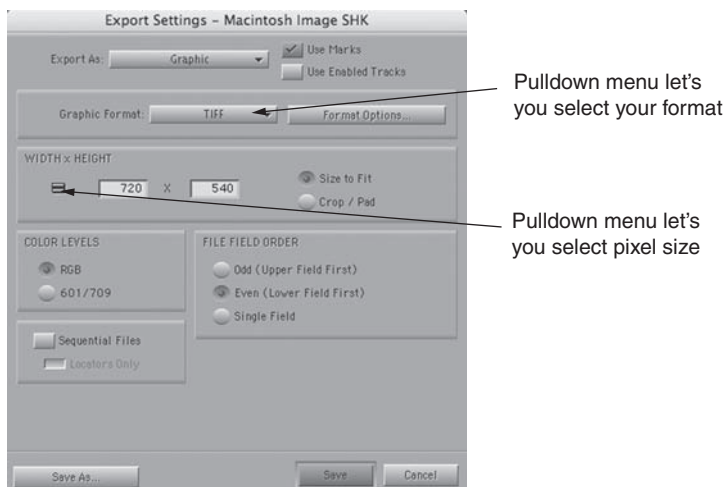 Export Settings – Macintosh Image SHK
Export As: Graphic
Use Marks
Use Enabled Tracks
Pulldown menu let's
you select your format
Graphic Format: TIFF Format Options...
WIDTH x HEIGHT
720 X 540
Size to Fit
Crop / Pad
Pulldown menu let's
you select pixel size
COLOR LEVELS
RGB
601/709
FILE FIELD ORDER
Odd (Upper Field First)
Even (Lower Field First)
Single Field
Sequential Files
Locators Only
Save As... Save Cancel